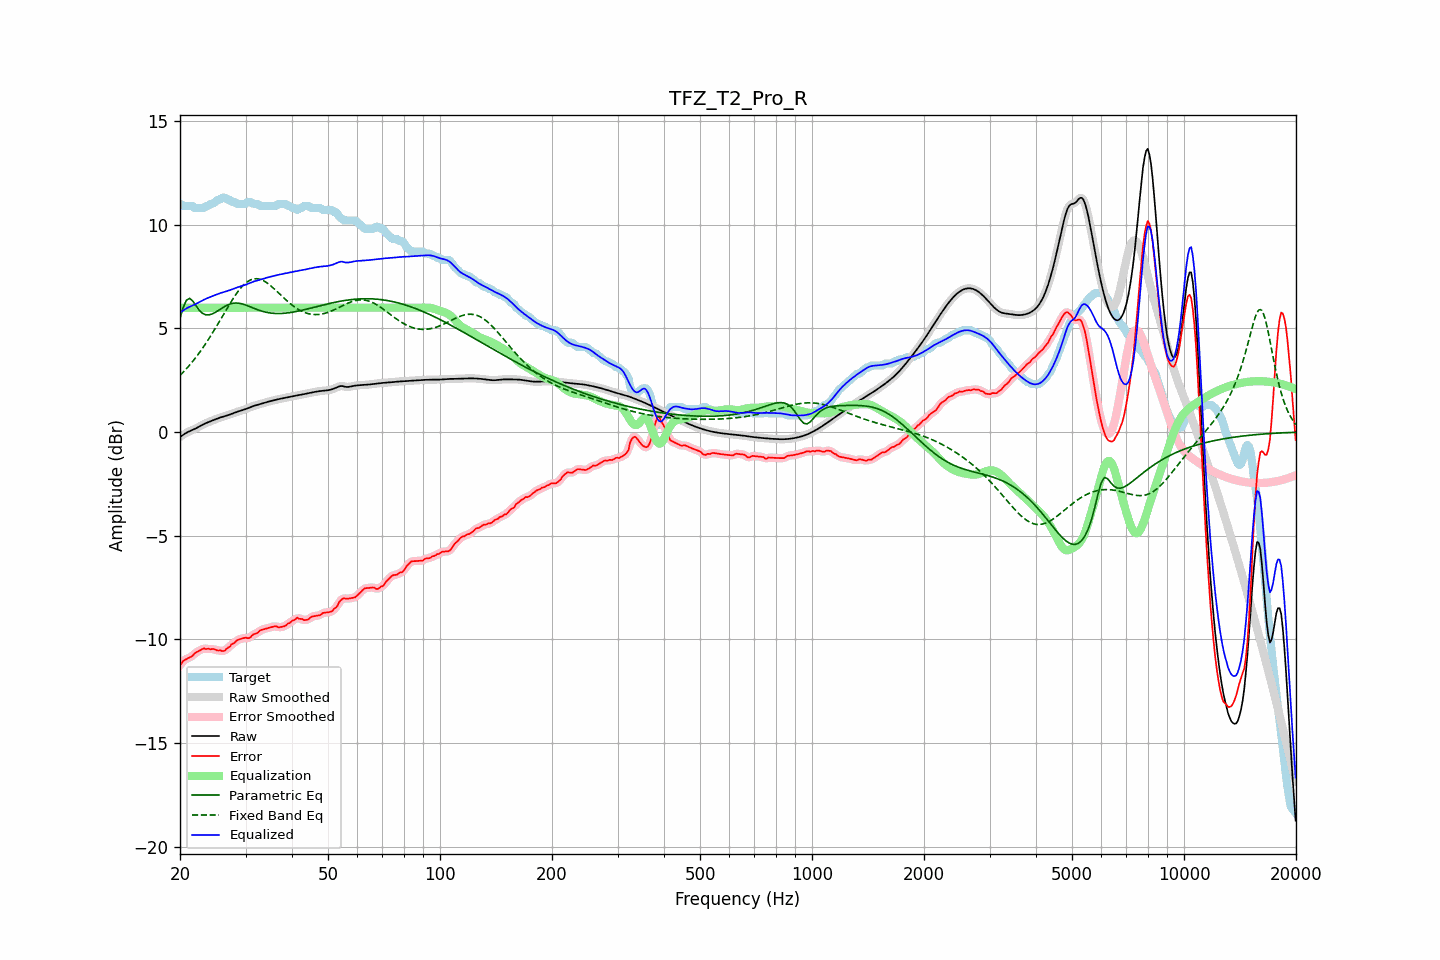 TFZ_T2_Pro_R
Amplitude (dBr)
15
10
5
0
−5
−10
−15
−20
Target
Raw Smoothed
Error Smoothed
Raw
Error
Equalization
Parametric Eq
Fixed Band Eq
Equalized
20
50
100
200
500
1000
2000
5000
10000
20000
Frequency (Hz)